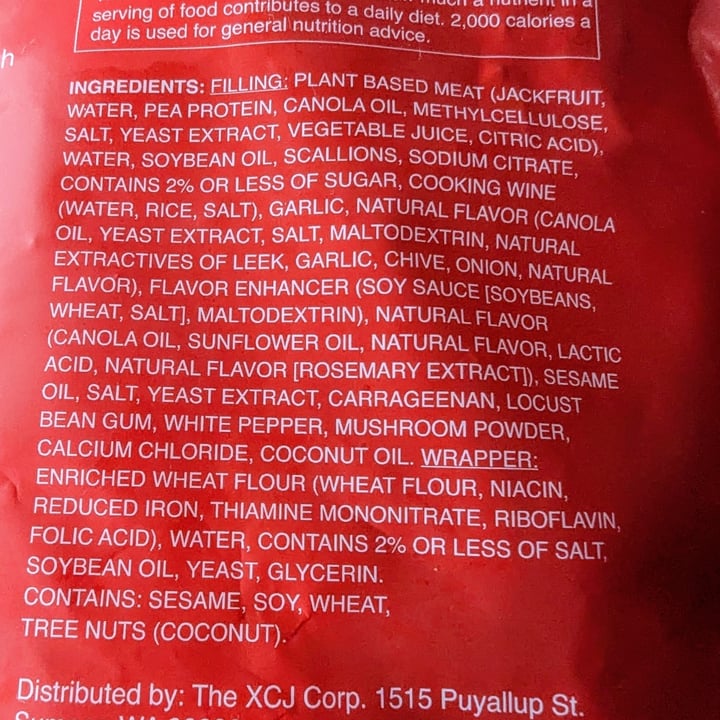 serving of food contributes to a daily diet. 2,000 calories a
day is used for general nutrition advice.
h
INGREDIENTS: FILLING: PLANT BASED MEAT (JACKFRUIT,
WATER, PEA PROTEIN, CANOLA OIL, METHYLCELLULOSE,
SALT, YEAST EXTRACT, VEGETABLE JUICE, CITRIC ACID),
WATER, SOYBEAN OIL, SCALLIONS, SODIUM CITRATE,
CONTAINS 2% OR LESS OF SUGAR, COOKING WINE
(WATER, RICE, SALT), GARLIC, NATURAL FLAVOR (CANOLA
OIL, YEAST EXTRACT, SALT, MALTODEXTRIN, NATURAL
EXTRACTIVES OF LEEK, GARLIC, CHIVE, ONION, NATURAL
FLAVOR), FLAVOR ENHANCER (SOY SAUCE [SOYBEANS,
WHEAT, SALT], MALTODEXTRIN), NATURAL FLAVOR
(CANOLA OIL, SUNFLOWER OIL, NATURAL FLAVOR, LACTIC
ACID, NATURAL FLAVOR [ROSEMARY EXTRACT]), SESAME
OIL, SALT, YEAST EXTRACT, CARRAGEENAN, LOCUST
BEAN GUM, WHITE PEPPER, MUSHROOM POWDER,
CALCIUM CHLORIDE, COCONUT OIL. WRAPPER:
ENRICHED WHEAT FLOUR (WHEAT FLOUR, NIACIN,
REDUCED IRON, THIAMINE MONONITRATE, RIBOFLAVIN,
FOLIC ACID), WATER, CONTAINS 2% OR LESS OF SALT,
SOYBEAN OIL, YEAST, GLYCERIN.
CONTAINS: SESAME, SOY, WHEAT,
TREE NUTS (COCONUT).
Distributed by: The XCJ Corp. 1515 Puyallup St.